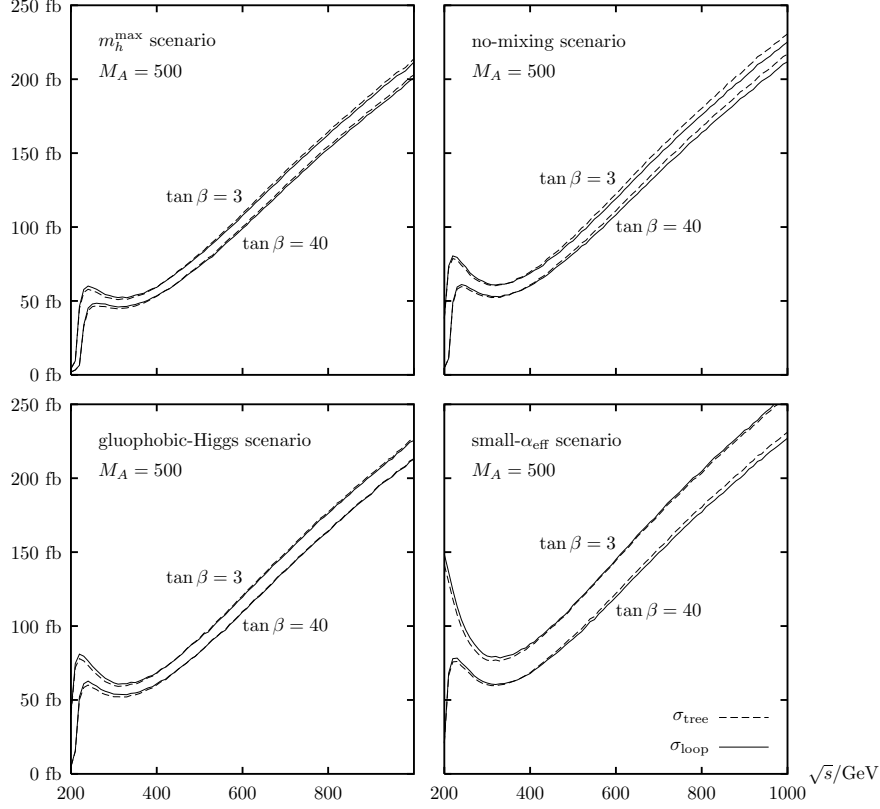 250 fb
200 fb
150 fb
100 fb
50 fb
0 fb
m_h^max scenario
M_A = 500
tan β = 3
tan β = 40
no-mixing scenario
M_A = 500
tan β = 3
tan β = 40
250 fb
200 fb
150 fb
100 fb
50 fb
0 fb
gluophobic-Higgs scenario
M_A = 500
tan β = 3
tan β = 40
small-α_eff scenario
M_A = 500
tan β = 3
tan β = 40
σ_tree
σ_loop
200 400 600 800
200 400 600 800 1000
√s/GeV